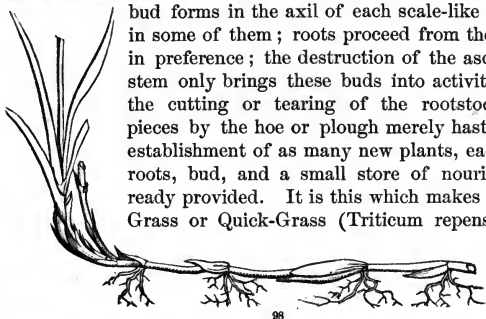 bud forms in the axil of each scale-like
in some of them; roots proceed from the
in preference; the destruction of the asc
stem only brings these buds into activit
the cutting or tearing of the rootstoc
pieces by the hoe or plough merely hast
establishment of as many new plants, ea
roots, bud, and a small store of nouri
ready provided. It is this which makes
Grass or Quick-Grass (Triticum repens
98